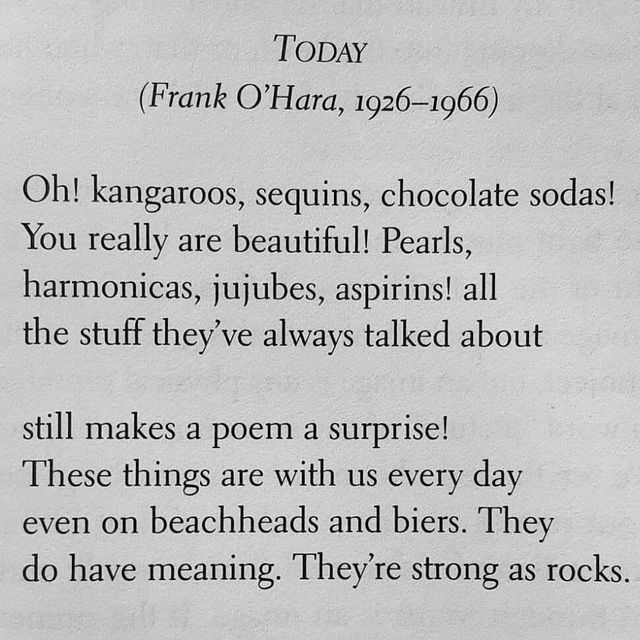 TODAY
(Frank O’Hara, 1926–1966)
Oh! kangaroos, sequins, chocolate sodas!
You really are beautiful! Pearls,
harmonicas, jujubes, aspirins! all
the stuff they’ve always talked about
still makes a poem a surprise!
These things are with us every day
even on beachheads and biers. They
do have meaning. They’re strong as rocks.